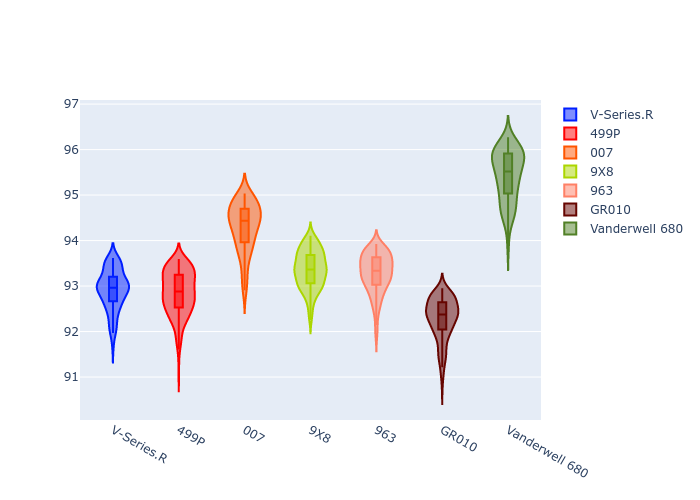 97
96
95
94
93
92
91
V-Series.R
499P
007
9X8
963
GR010
Vanderwell 680
V-Series.R
499P
007
9X8
963
GR010
Vanderwell 680